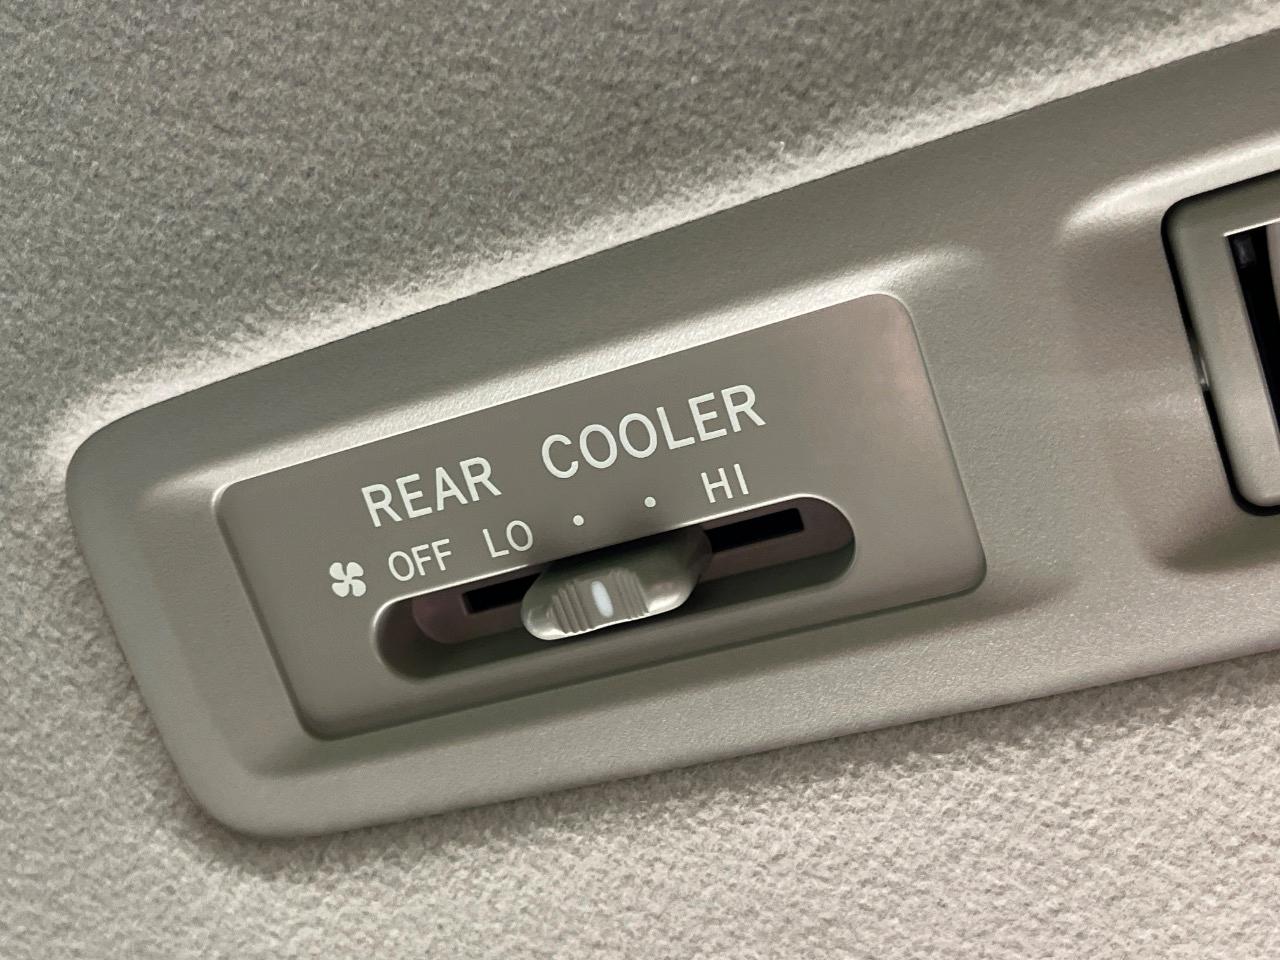 REAR COOLER
OFF LO • • HI